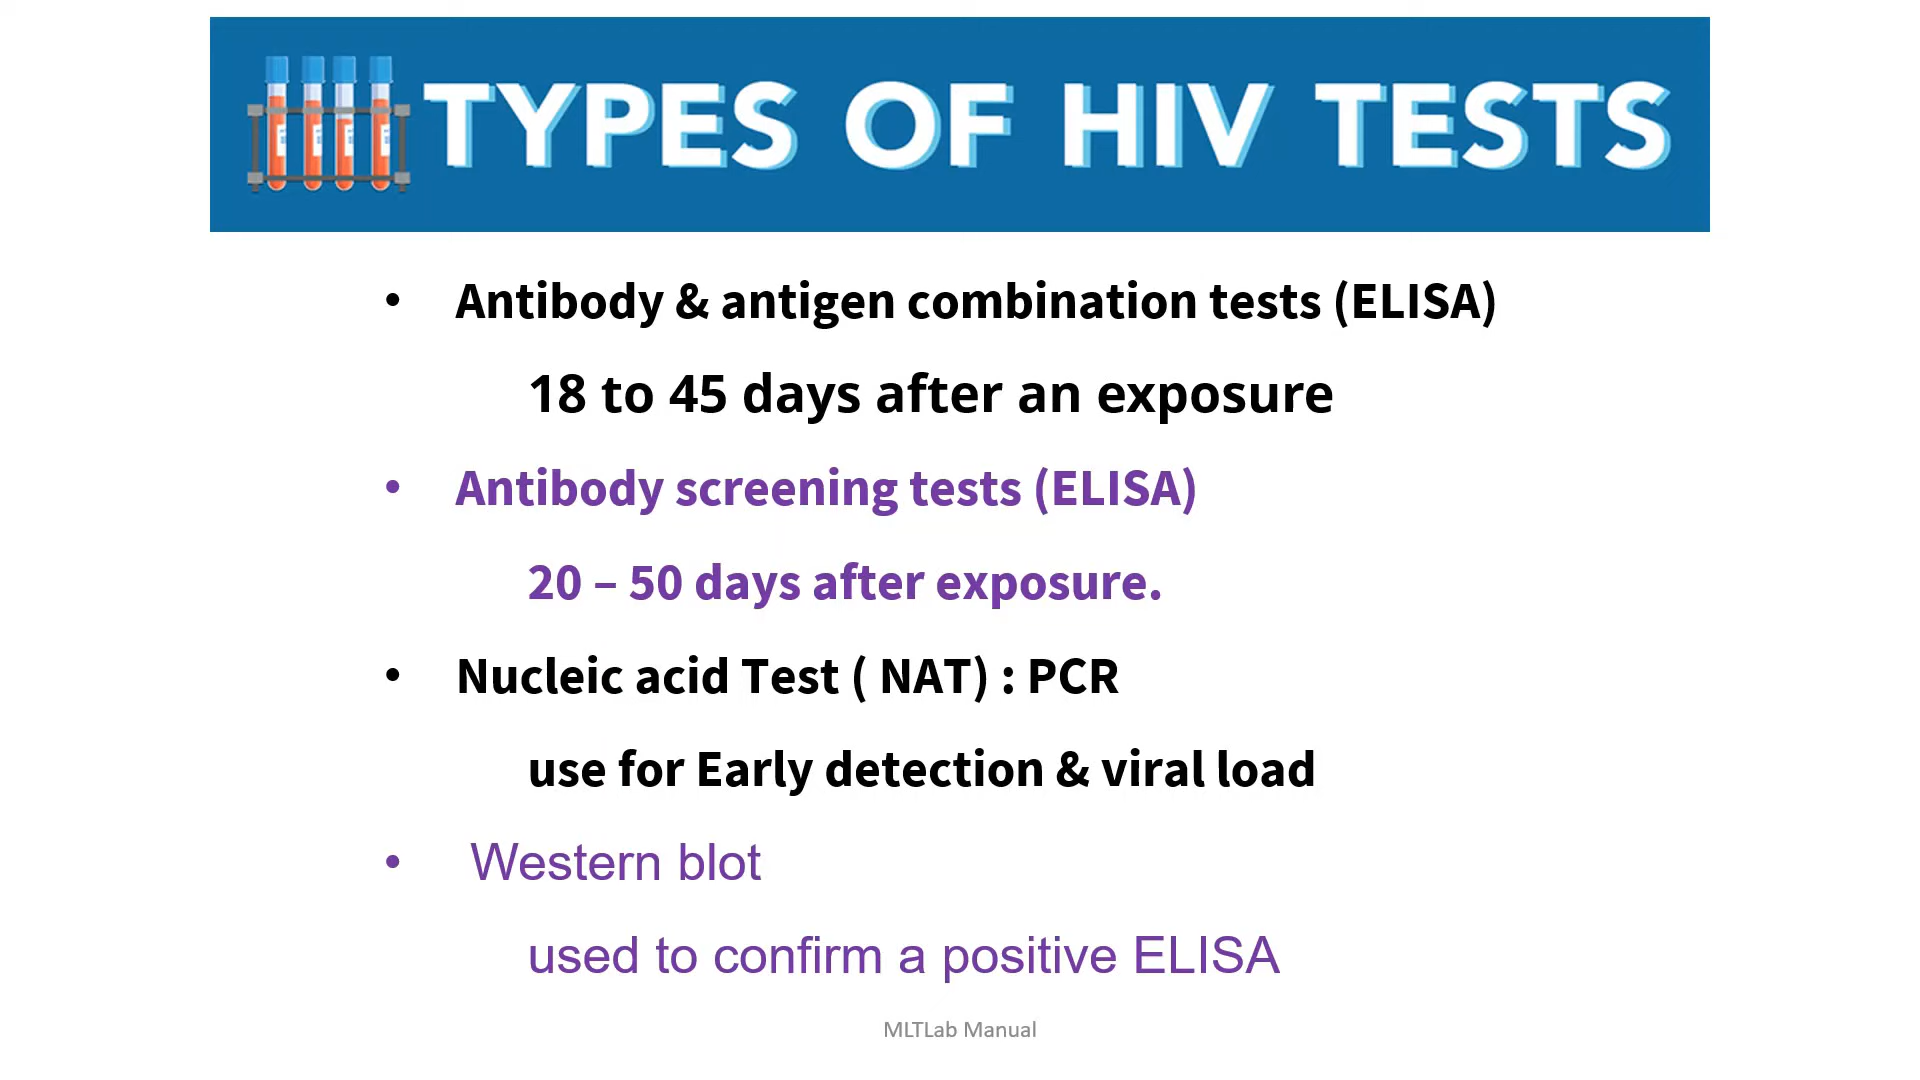 TYPES OF HIV TESTS
• Antibody & antigen combination tests (ELISA)
18 to 45 days after an exposure
• Antibody screening tests (ELISA)
20 – 50 days after exposure.
• Nucleic acid Test ( NAT) : PCR
use for Early detection & viral load
• Western blot
used to confirm a positive ELISA
MLTLab Manual